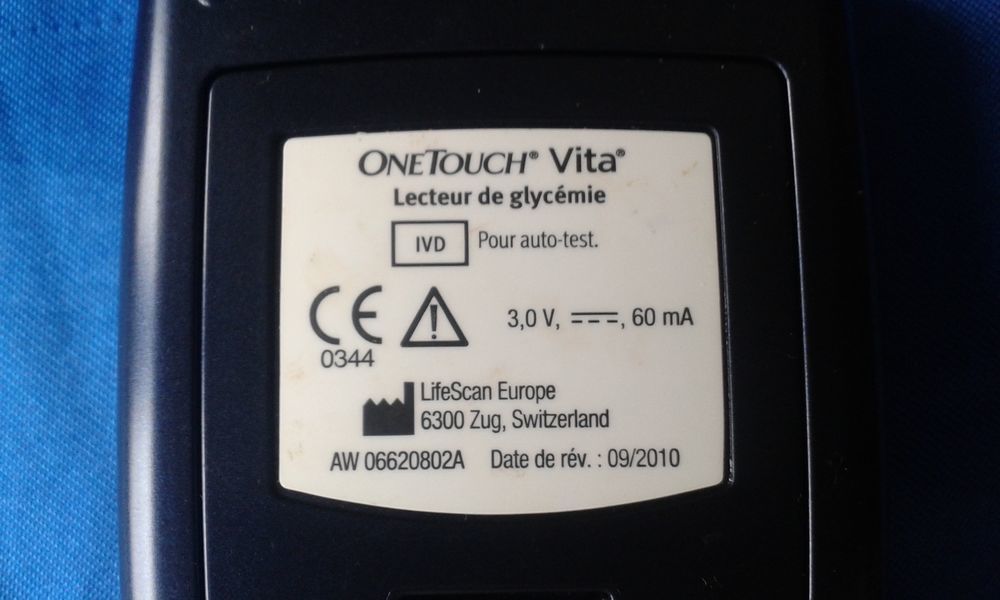 ONETOUCH® Vita®
Lecteur de glycémie
IVD Pour auto-test.
CE 3,0 V, 60 mA
0344
LifeScan Europe
6300 Zug, Switzerland
AW 06620802A Date de rév. : 09/2010